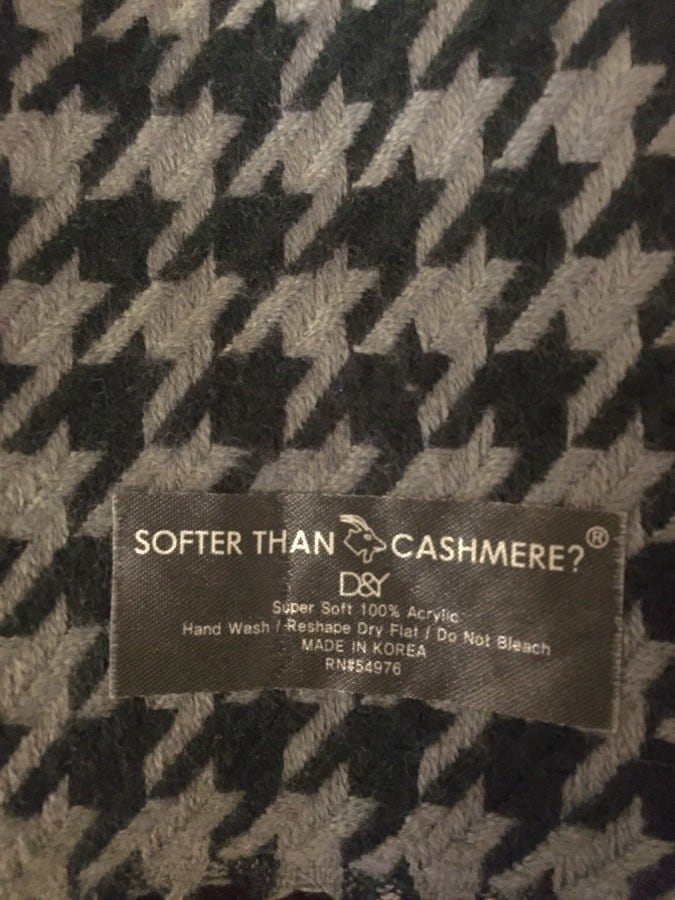 SOFTER THAN CASHMERE?®
D&Y
Super Soft 100% Acrylic
Hand Wash / Reshape Dry Flat / Do Not Bleach
MADE IN KOREA
RN#54976